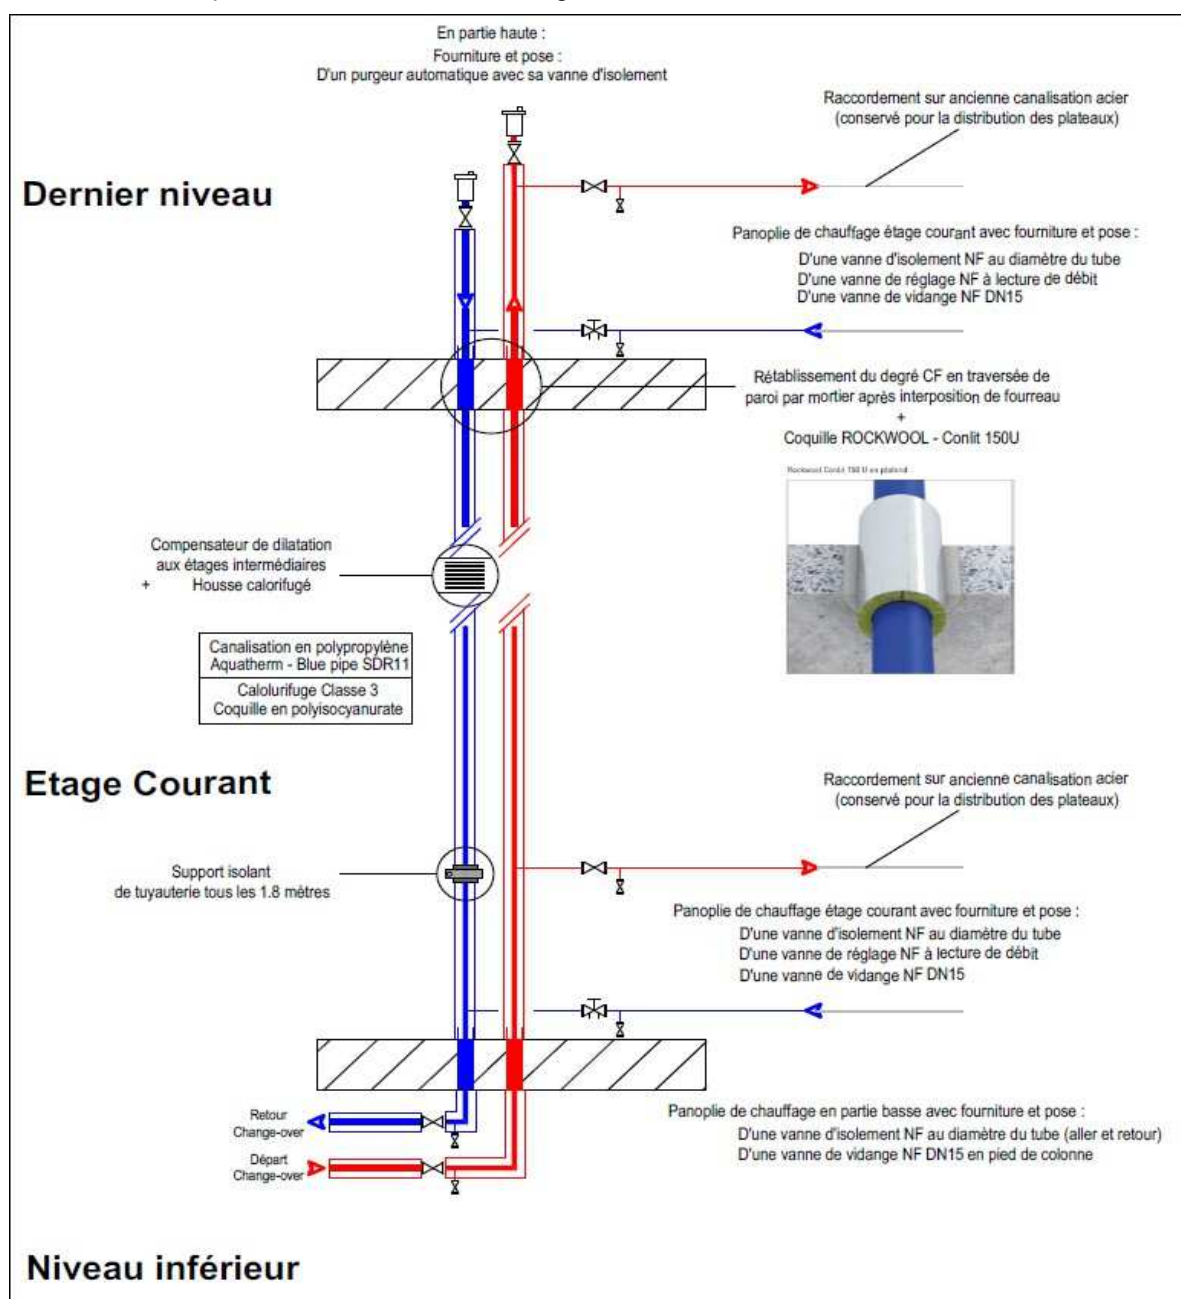 En partie haute :
Fourniture et pose :
D'un purgeur automatique avec sa vanne d'isolement
Raccordement sur ancienne canalisation acier
(conservé pour la distribution des plateaux)
Dernier niveau
Panoplie de chauffage étage courant avec fourniture et pose :
D'une vanne d'isolement NF au diamètre du tube
D'une vanne de réglage NF à lecture de débit
D'une vanne de vidange NF DN15
Rétablissement du degré CF en traversée de
paroi par mortier après interposition de fourreau
+
Coquille ROCKWOOL - Conlit 150U
Rockwool Conlit 150 U en plafond
Compensateur de dilatation
aux étages intermédiaires
+ Housse calorifugé
Canalisation en polypropylène
Aquatherm - Blue pipe SDR11
Calolurifuge Classe 3
Coquille en polyisocyanurate
Etage Courant
Raccordement sur ancienne canalisation acier
(conservé pour la distribution des plateaux)
Support isolant
de tuyauterie tous les 1.8 mètres
Panoplie de chauffage étage courant avec fourniture et pose :
D'une vanne d'isolement NF au diamètre du tube
D'une vanne de réglage NF à lecture de débit
D'une vanne de vidange NF DN15
Retour
Change-over
Départ
Change-over
Panoplie de chauffage en partie basse avec fourniture et pose :
D'une vanne d'isolement NF au diamètre du tube (aller et retour)
D'une vanne de vidange NF DN15 en pied de colonne
Niveau inférieur